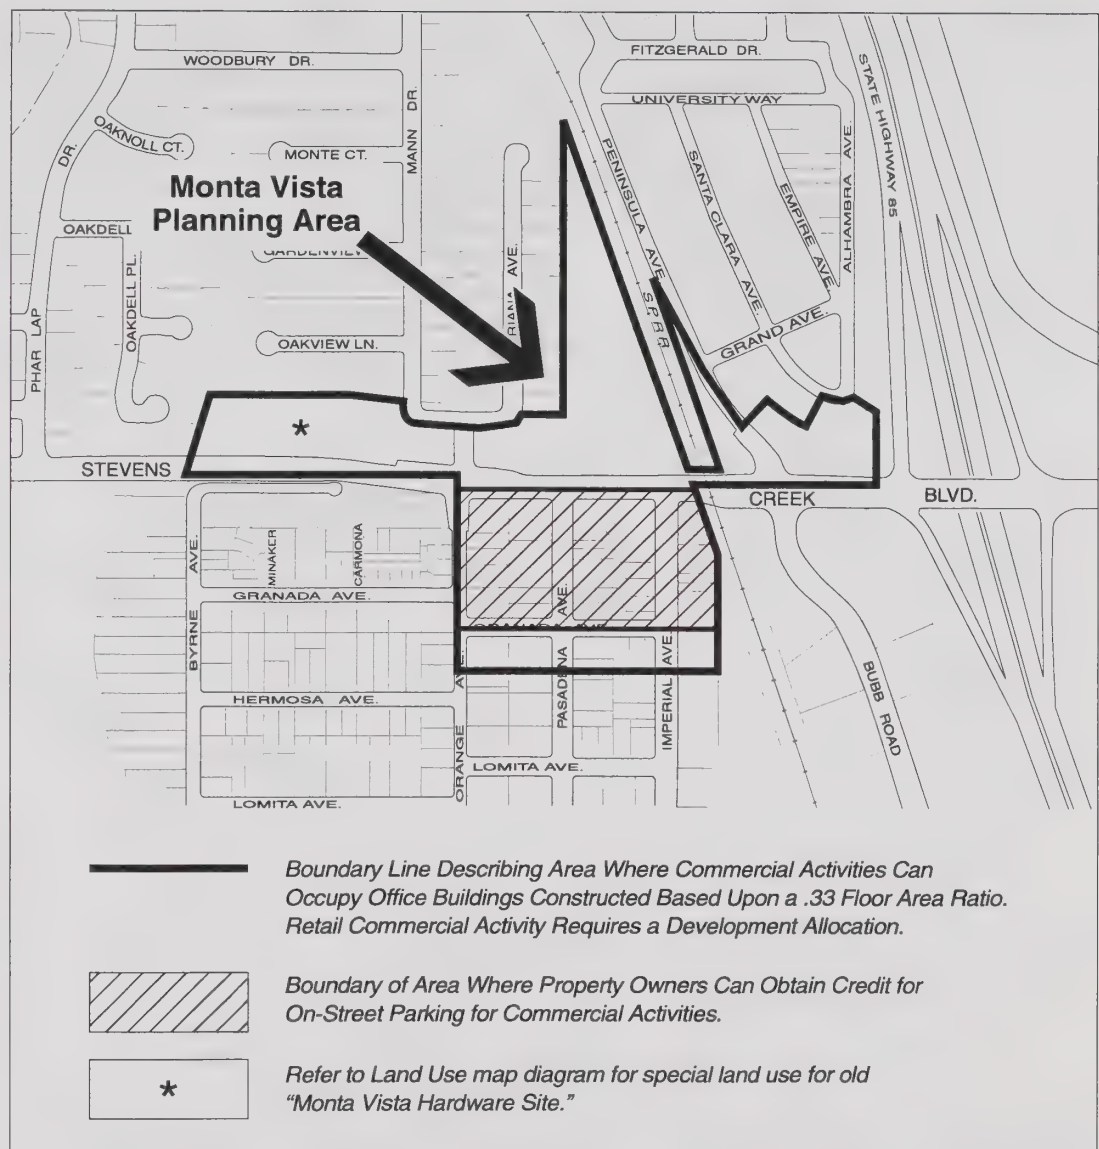 FITZGERALD DR.
WOODBURY DR.
UNIVERSITY WAY
STATE HIGHWAY 85
MANN DR.
OAKNOLL CT.
MONTE CT.
DR.
PENINSULA AVE.
SANTA CLARA AVE.
EMPIRE AVE.
ALHAMBRA AVE.
Monta Vista
Planning Area
OAKDELL
GARDENVIEW
OAKDELL PL.
AVE.
S.P.R.R.
GRAND AVE.
PHAR LAP
OAKVIEW LN.
*
STEVENS
CREEK
BLVD.
AVE.
MINAKER
CARMONA
GRANADA AVE.
AVE.
BYRNE
AVE.
PASADENA
IMPERIAL AVE.
HERMOSA AVE.
BUBB ROAD
ORANGE
LOMITA AVE.
LOMITA AVE.
Boundary Line Describing Area Where Commercial Activities Can
Occupy Office Buildings Constructed Based Upon a .33 Floor Area Ratio.
Retail Commercial Activity Requires a Development Allocation.
Boundary of Area Where Property Owners Can Obtain Credit for
On-Street Parking for Commercial Activities.
*
Refer to Land Use map diagram for special land use for old
"Monta Vista Hardware Site."